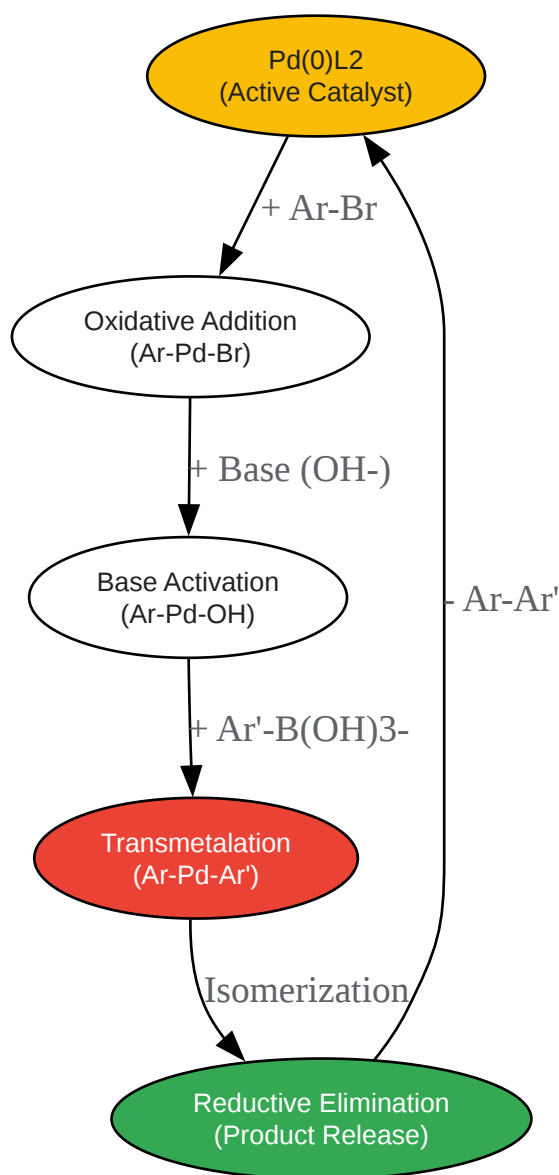 Pd(0)L2
(Active Catalyst)
+ Ar-Br
Oxidative Addition
(Ar-Pd-Br)
+ Base (OH-)
Base Activation
(Ar-Pd-OH)
- Ar-Ar'
+ Ar'-B(OH)3-
Transmetalation
(Ar-Pd-Ar')
Isomerization
Reductive Elimination
(Product Release)